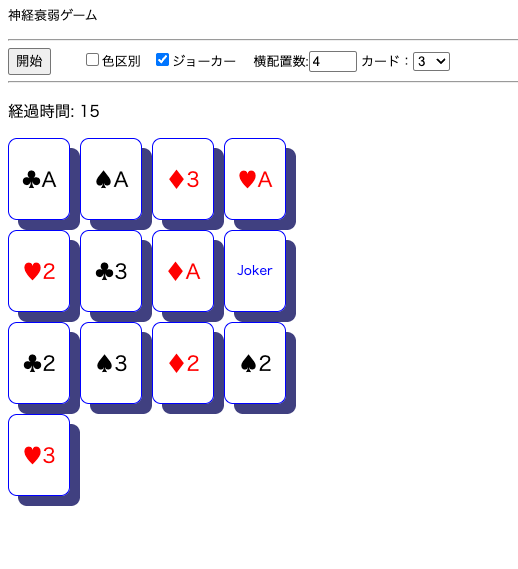 神経衰弱ゲーム
開始 色区別 ジョーカー 横配置数:4 カード：3
経過時間: 15
♣A ♠A ♦3 ♥A
♥2 ♣3 ♦A Joker
♣2 ♠3 ♦2 ♠2
♥3